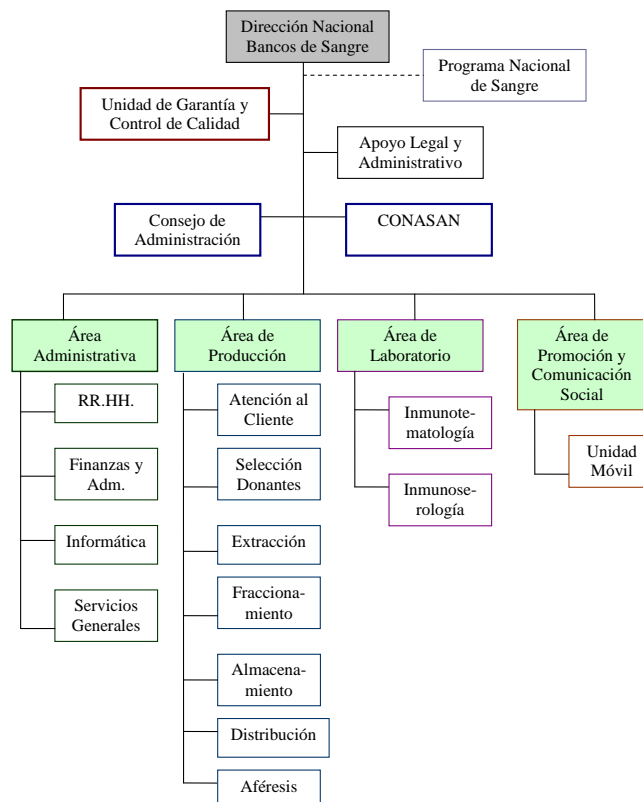 Dirección Nacional
Bancos de Sangre
Programa Nacional
de Sangre
Unidad de Garantía y
Control de Calidad
Apoyo Legal y
Administrativo
Consejo de
Administración
CONASAN
Área
Administrativa
RR.HH.
Finanzas y
Adm.
Informática
Servicios
Generales
Área de
Producción
Atención al
Cliente
Selección
Donantes
Extracción
Fracciona-
miento
Almacena-
miento
Distribución
Aféresis
Área de
Laboratorio
Inmunote-
matología
Inmunose-
rología
Área de
Promoción y
Comunicación
Social
Unidad
Móvil